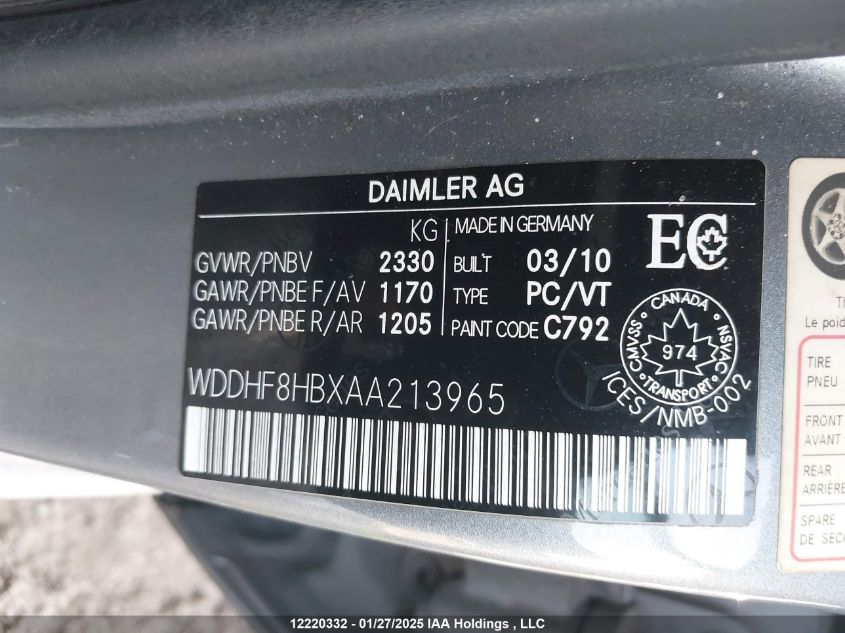 DAIMLER AG
KG
MADE IN GERMANY
EC
GVWR/PNBV 2330
BUILT 03/10
GAWR/PNBE F/AV 1170
TYPE PC/VT
GAWR/PNBE R/AR 1205
PAINT CODE C792
CANADA
CMVSS
NSVAC
974
TRANSPORT
ICES/NMB-002
WDDHF8HBXAA213965
Th
Le poid
TIRE
PNEU
FRONT
AVANT
REAR
ARRIÈRE
SPARE
DE SECO
12220332 - 01/27/2025 IAA Holdings , LLC